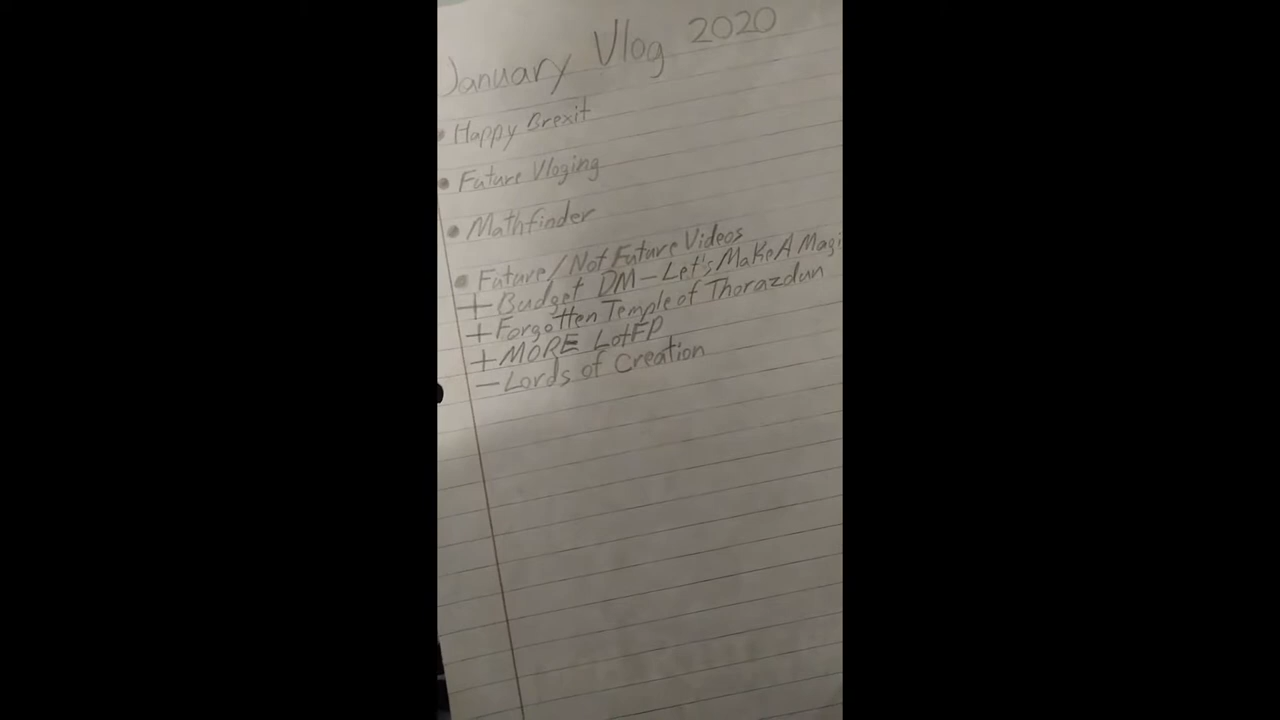 January Vlog 2020
• Happy Brexit
• Future Vloging
• Mathfinder
• Future/Not Future Videos
+ Budget DM-Let's Make A Magi
+ Forgotten Temple of Thorazdun
+ MORE LotFP
- Lords of Creation